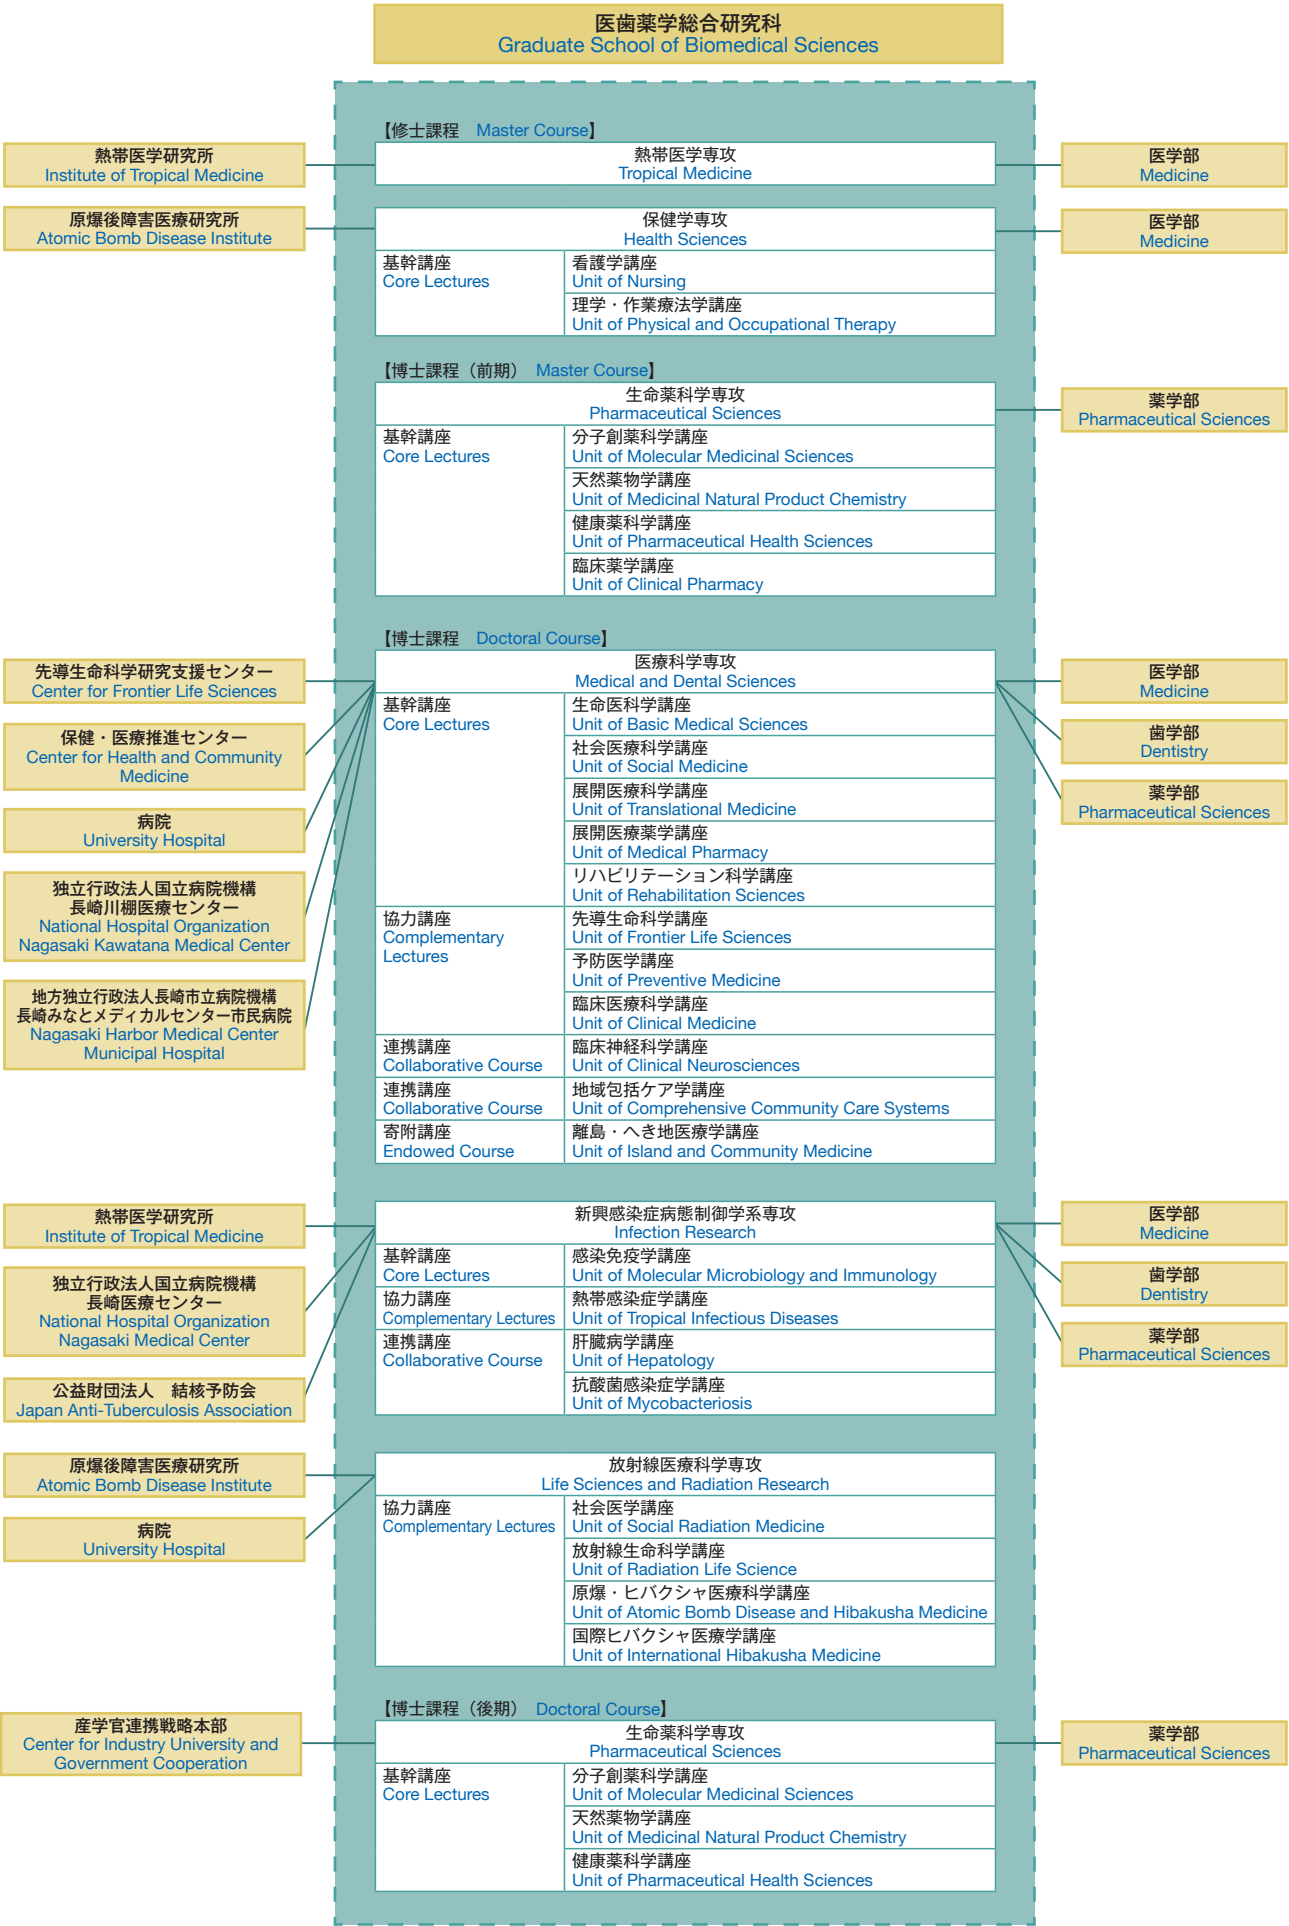 医歯薬学総合研究科
Graduate School of Biomedical Sciences
【修士課程　Master Course】
熱帯医学研究所
Institute of Tropical Medicine
熱帯医学専攻
Tropical Medicine
医学部
Medicine
原爆後障害医療研究所
Atomic Bomb Disease Institute
保健学専攻
Health Sciences
医学部
Medicine
基幹講座
Core Lectures
看護学講座
Unit of Nursing
理学・作業療法学講座
Unit of Physical and Occupational Therapy
【博士課程（前期）　Master Course】
生命薬科学専攻
Pharmaceutical Sciences
薬学部
Pharmaceutical Sciences
基幹講座
Core Lectures
分子創薬科学講座
Unit of Molecular Medicinal Sciences
天然薬物学講座
Unit of Medicinal Natural Product Chemistry
健康薬科学講座
Unit of Pharmaceutical Health Sciences
臨床薬学講座
Unit of Clinical Pharmacy
【博士課程　Doctoral Course】
先導生命科学研究支援センター
Center for Frontier Life Sciences
保健・医療推進センター
Center for Health and Community
Medicine
病院
University Hospital
独立行政法人国立病院機構
長崎川棚医療センター
National Hospital Organization
Nagasaki Kawatana Medical Center
地方独立行政法人長崎市立病院機構
長崎みなとメディカルセンター市民病院
Nagasaki Harbor Medical Center
Municipal Hospital
医療科学専攻
Medical and Dental Sciences
基幹講座
Core Lectures
生命医科学講座
Unit of Basic Medical Sciences
社会医療科学講座
Unit of Social Medicine
展開医療科学講座
Unit of Translational Medicine
展開医療薬学講座
Unit of Medical Pharmacy
リハビリテーション科学講座
Unit of Rehabilitation Sciences
協力講座
Complementary
Lectures
先導生命科学講座
Unit of Frontier Life Sciences
予防医学講座
Unit of Preventive Medicine
臨床医療科学講座
Unit of Clinical Medicine
連携講座
Collaborative Course
臨床神経科学講座
Unit of Clinical Neurosciences
連携講座
Collaborative Course
地域包括ケア学講座
Unit of Comprehensive Community Care Systems
寄附講座
Endowed Course
離島・へき地医療学講座
Unit of Island and Community Medicine
医学部
Medicine
歯学部
Dentistry
薬学部
Pharmaceutical Sciences
熱帯医学研究所
Institute of Tropical Medicine
独立行政法人国立病院機構
長崎医療センター
National Hospital Organization
Nagasaki Medical Center
公益財団法人　結核予防会
Japan Anti-Tuberculosis Association
新興感染症病態制御学系専攻
Infection Research
基幹講座
Core Lectures
感染免疫学講座
Unit of Molecular Microbiology and Immunology
協力講座
Complementary Lectures
熱帯感染症学講座
Unit of Tropical Infectious Diseases
連携講座
Collaborative Course
肝臓病学講座
Unit of Hepatology
抗酸菌感染症学講座
Unit of Mycobacteriosis
医学部
Medicine
歯学部
Dentistry
薬学部
Pharmaceutical Sciences
原爆後障害医療研究所
Atomic Bomb Disease Institute
病院
University Hospital
放射線医療科学専攻
Life Sciences and Radiation Research
協力講座
Complementary Lectures
社会医学講座
Unit of Social Radiation Medicine
放射線生命科学講座
Unit of Radiation Life Science
原爆・ヒバクシャ医療科学講座
Unit of Atomic Bomb Disease and Hibakusha Medicine
国際ヒバクシャ医療学講座
Unit of International Hibakusha Medicine
【博士課程（後期）　Doctoral Course】
産学官連携戦略本部
Center for Industry University and
Government Cooperation
生命薬科学専攻
Pharmaceutical Sciences
薬学部
Pharmaceutical Sciences
基幹講座
Core Lectures
分子創薬科学講座
Unit of Molecular Medicinal Sciences
天然薬物学講座
Unit of Medicinal Natural Product Chemistry
健康薬科学講座
Unit of Pharmaceutical Health Sciences